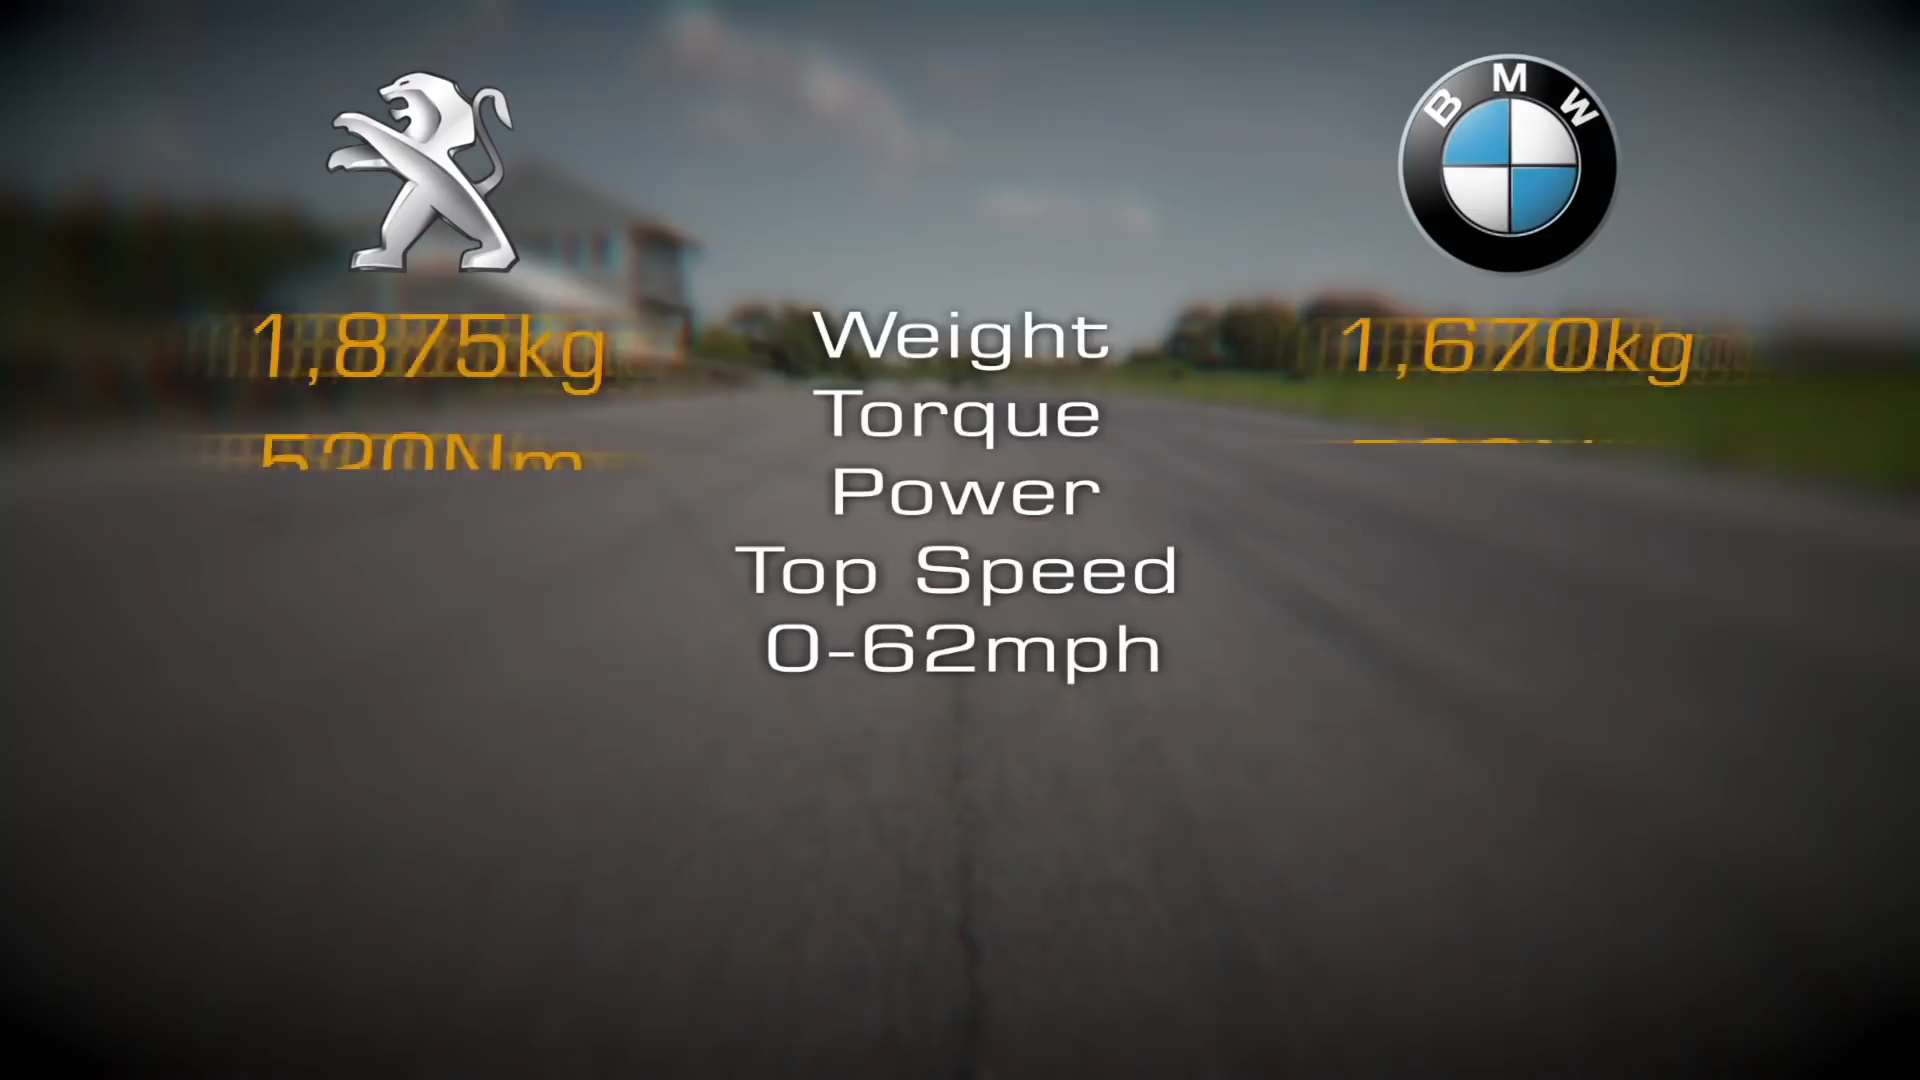 BMW
1,875kg Weight 1,670kg
Torque
Power
Top Speed
0-62mph